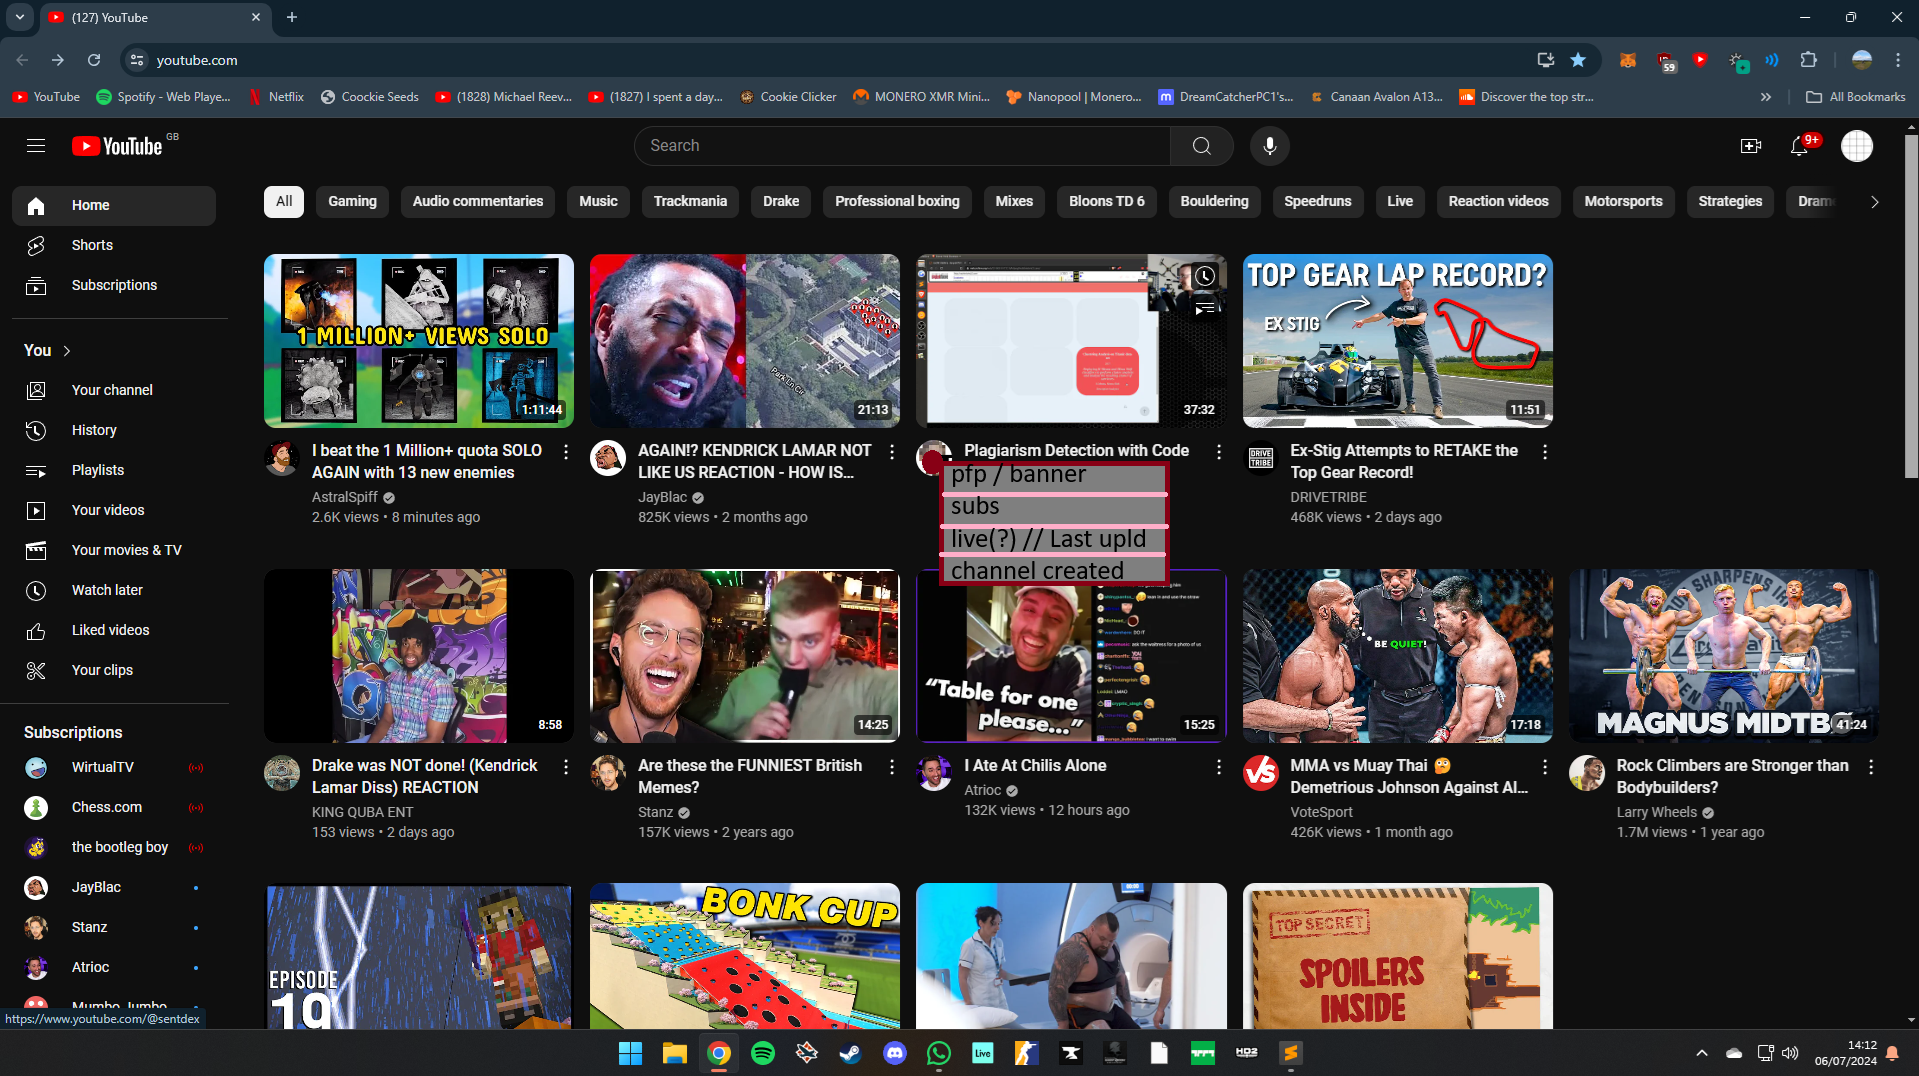 (127) YouTube
youtube.com
59
YouTube
Spotify - Web Playe...
Netflix
Coockie Seeds
(1828) Michael Reev...
(1827) I spent a day...
Cookie Clicker
MONERO XMR Mini...
Nanopool | Monero...
DreamCatcherPC1's...
Canaan Avalon A13...
Discover the top str...
All Bookmarks
YouTube GB
Search
9+
Home
Shorts
Subscriptions
You
Your channel
History
Playlists
Your videos
Your movies & TV
Watch later
Liked videos
Your clips
Subscriptions
WirtualTV
Chess.com
the bootleg boy
JayBlac
Stanz
Atrioc
Mumbo Jumbo
https://www.youtube.com/@sentdex
All
Gaming
Audio commentaries
Music
Trackmania
Drake
Professional boxing
Mixes
Bloons TD 6
Bouldering
Speedruns
Live
Reaction videos
Motorsports
Strategies
Dram
1 MILLION+ VIEWS SOLO
1:11:44
I beat the 1 Million+ quota SOLO
AGAIN with 13 new enemies
AstralSpiff
2.6K views • 8 minutes ago
Park Ln Cir
21:13
AGAIN!? KENDRICK LAMAR NOT
LIKE US REACTION - HOW IS...
JayBlac
825K views • 2 months ago
37:32
Plagiarism Detection with Code
pfp / banner
subs
live(?) // Last upld
channel created
TOP GEAR LAP RECORD?
EX STIG
11:51
DRIVE
TRIBE
Ex-Stig Attempts to RETAKE the
Top Gear Record!
DRIVETRIBE
468K views • 2 days ago
8:58
Drake was NOT done! (Kendrick
Lamar Diss) REACTION
KING QUBA ENT
153 views • 2 days ago
14:25
Are these the FUNNIEST British
Memes?
Stanz
157K views • 2 years ago
"Table for one
please..."
15:25
I Ate At Chilis Alone
Atrioc
132K views • 12 hours ago
BE QUIET!
17:18
VS
MMA vs Muay Thai 🤕
Demetrious Johnson Against Al...
VoteSport
426K views • 1 month ago
MAGNUS MIDTB
41:24
Rock Climbers are Stronger than
Bodybuilders?
Larry Wheels
1.7M views • 1 year ago
EPISODE
19
BONK CUP
TOP SECRET
SPOILERS
INSIDE
Live
HD2
14:12
06/07/2024